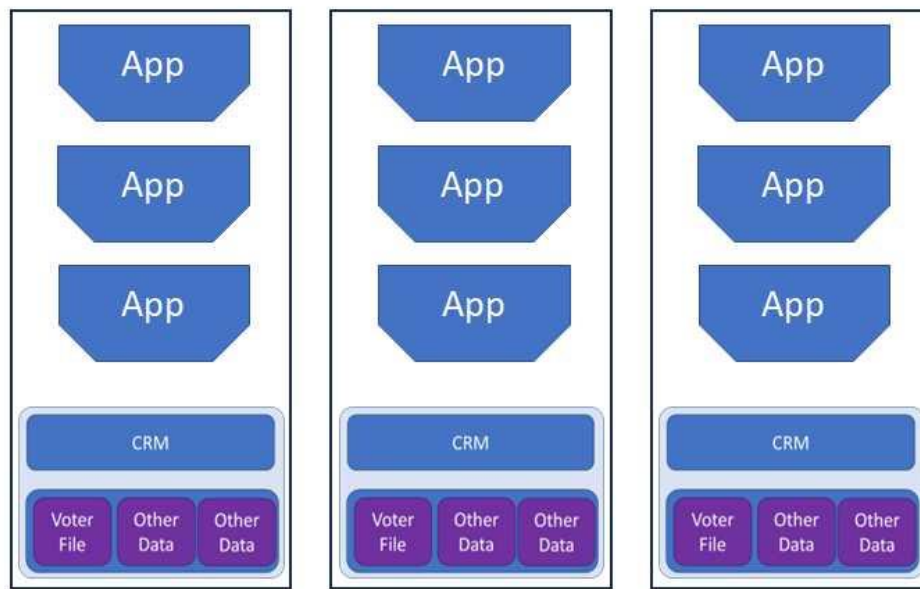 App
App
App
CRM
Voter
File
Other
Data
Other
Data
App
App
App
CRM
Voter
File
Other
Data
Other
Data
App
App
App
CRM
Voter
File
Other
Data
Other
Data